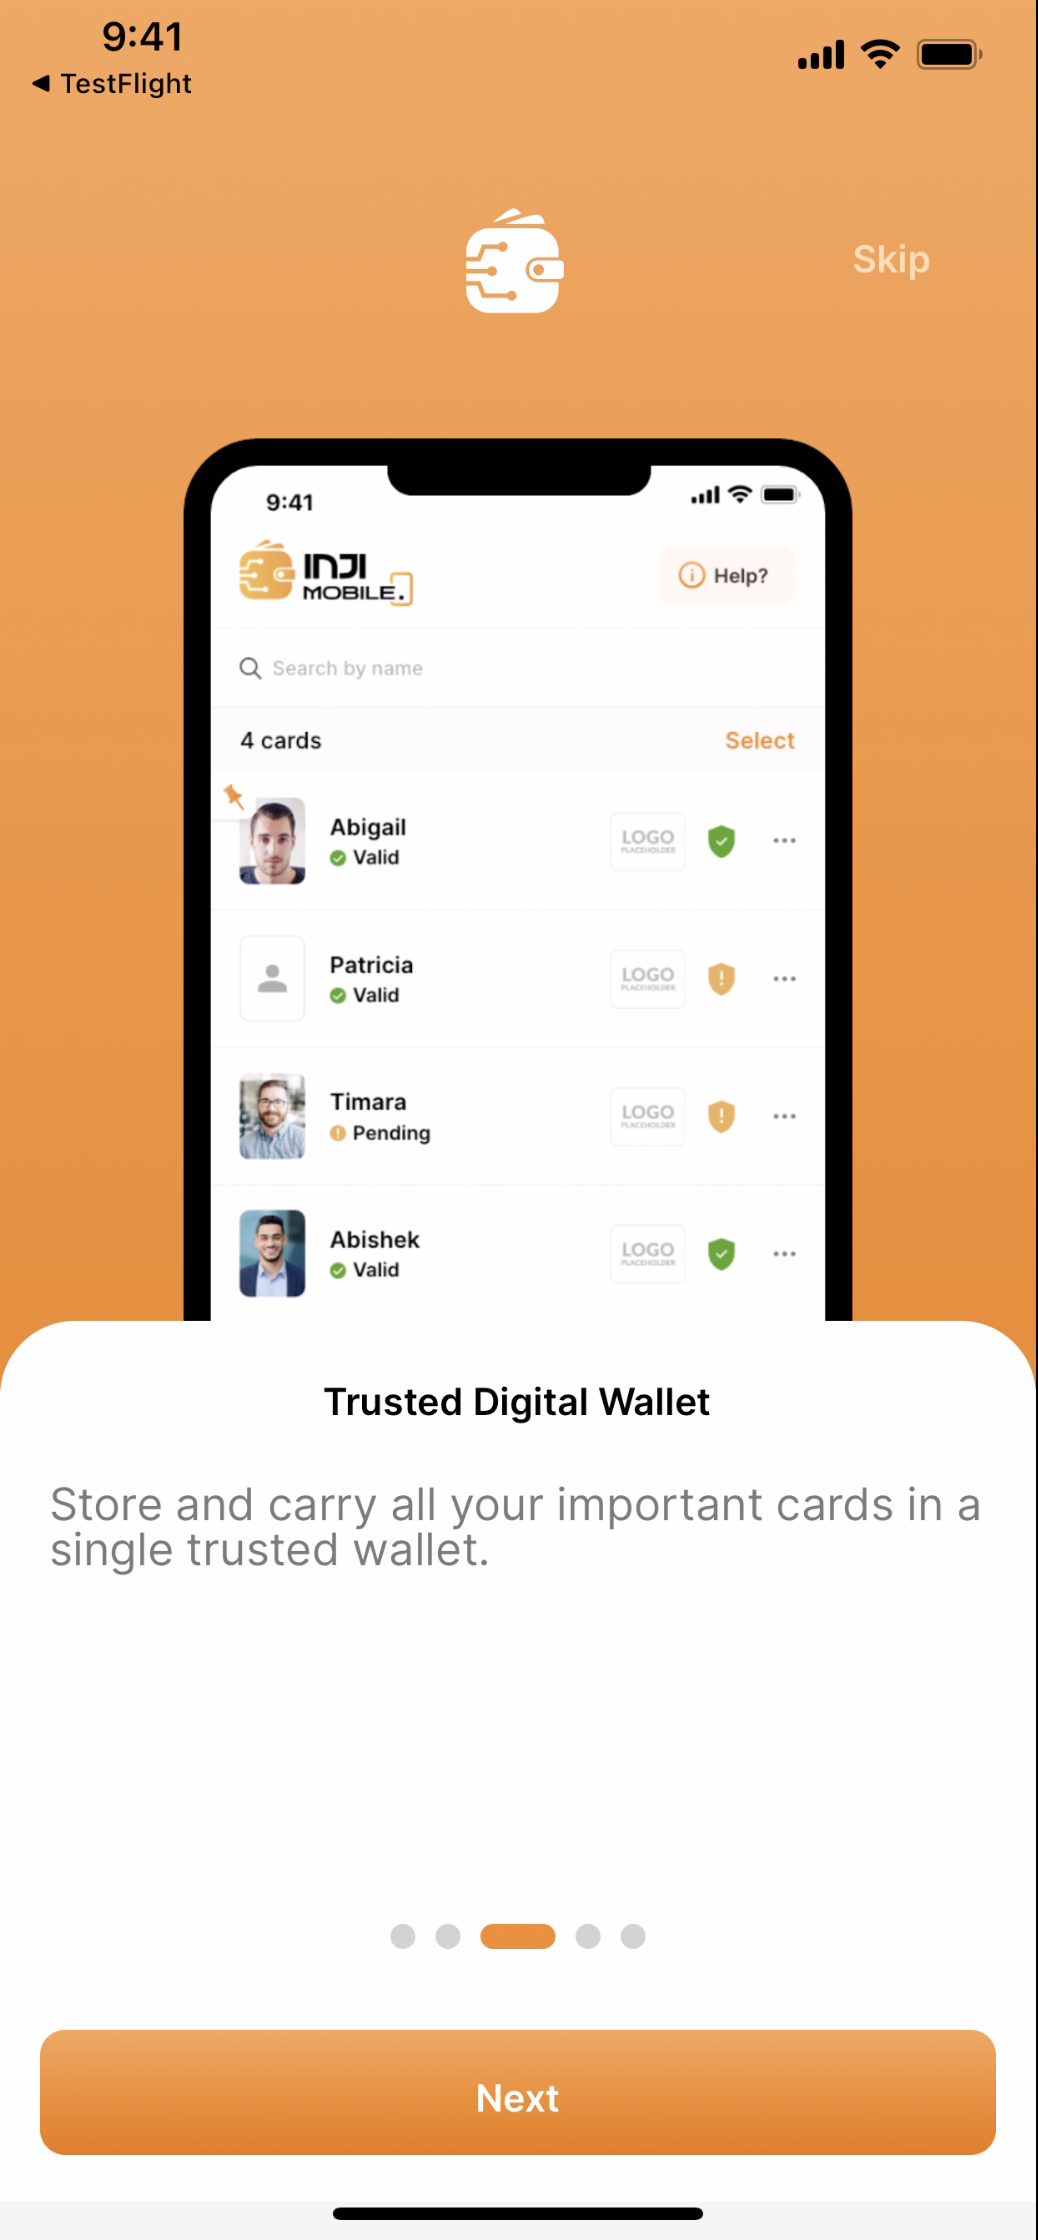 9:41
◀ TestFlight
Skip
9:41
INJI
MOBILE.
Help?
Search by name
4 cards
Select
Abigail
Valid
LOGO
PLACEHOLDER
Patricia
Valid
LOGO
PLACEHOLDER
Timara
Pending
LOGO
PLACEHOLDER
Abishek
Valid
LOGO
PLACEHOLDER
Trusted Digital Wallet
Store and carry all your important cards in a
single trusted wallet.
Next